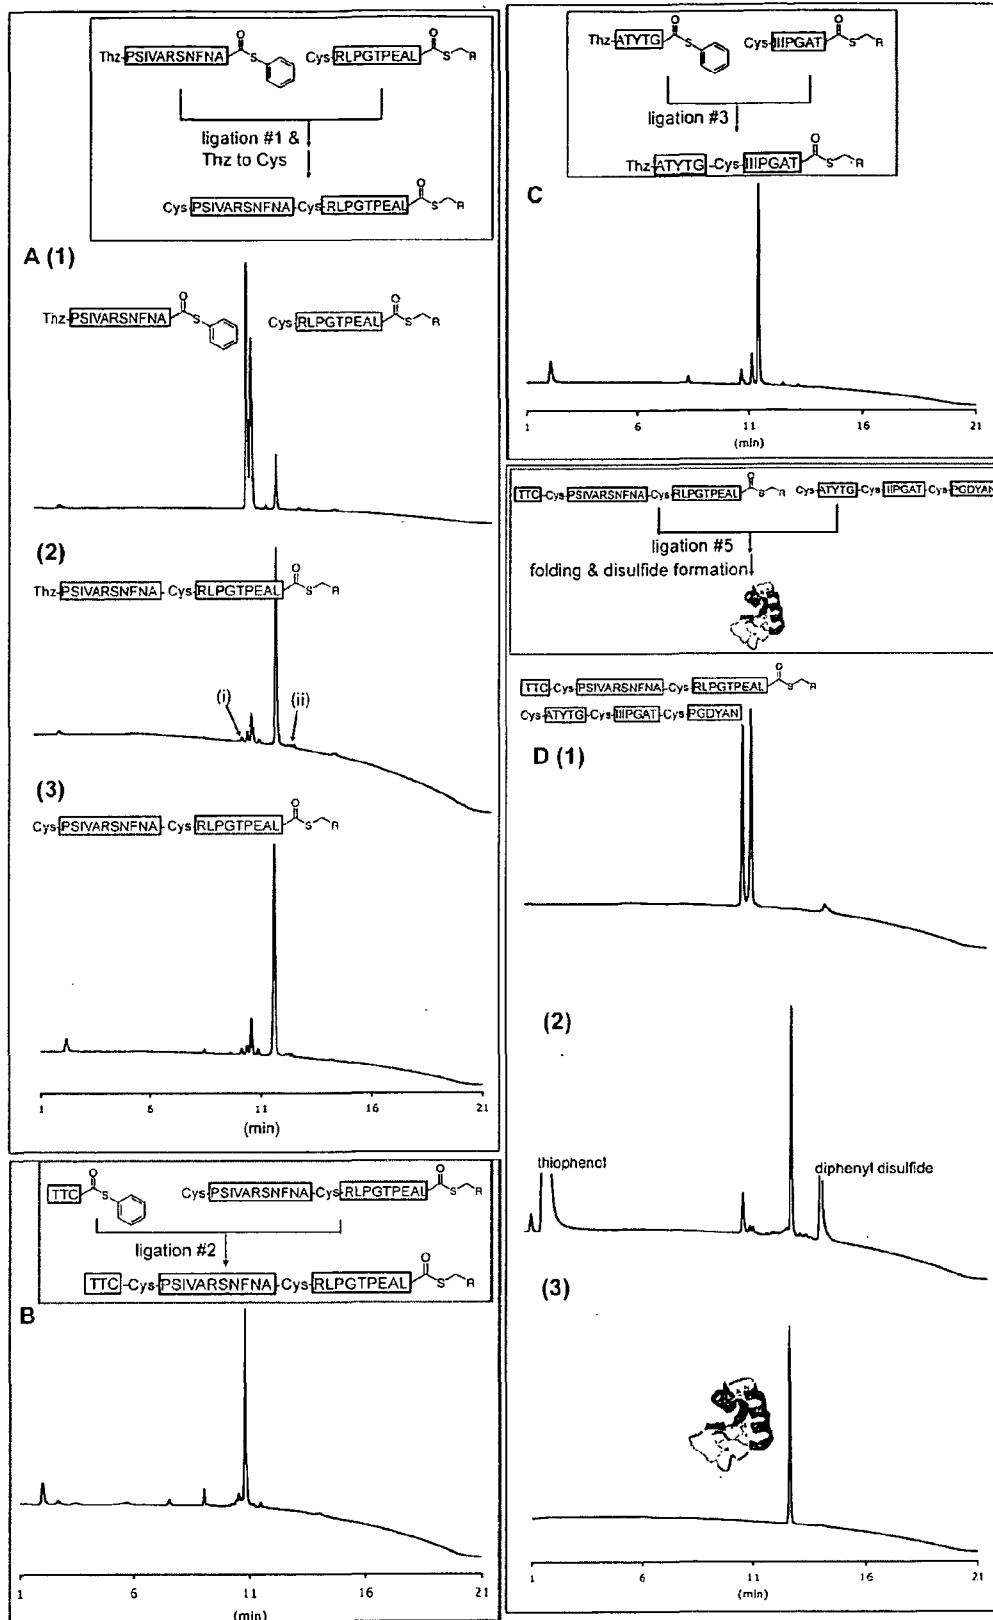 O
O
Thz-PSIVARSNFNA S Cys-RLPGTPEAL S R
ligation #1 &
Thz to Cys
O
Cys-PSIVARSNFNA-Cys-RLPGTPEAL S R
A (1)
O
O
Thz-PSIVARSNFNA S Cys-RLPGTPEAL S R
(2)
O
Thz-PSIVARSNFNA-Cys-RLPGTPEAL S R
(i) (ii)
(3)
O
Cys-PSIVARSNFNA-Cys-RLPGTPEAL S R
1 6 11 16 21
(min)
O
O
TTC S Cys-PSIVARSNFNA-Cys-RLPGTPEAL S R
ligation #2
O
TTC-Cys-PSIVARSNFNA-Cys-RLPGTPEAL S R
B
1 6 11 16 21
(min)
O
O
Thz-ATYTG S Cys-IIIPGAT S R
ligation #3
O
Thz-ATYTG-Cys-IIIPGAT S R
C
1 6 11 16 21
(min)
O
TTC-Cys-PSIVARSNFNA-Cys-RLPGTPEAL S R Cys-ATYTG-Cys-IIPGAT-Cys-PGDYAN
ligation #5
folding & disulfide formation
O
TTC-Cys-PSIVARSNFNA-Cys-RLPGTPEAL S R
Cys-ATYTG-Cys-IIIPGAT-Cys-PGDYAN
D (1)
(2)
thiophenol
diphenyl disulfide
(3)
1 6 11 16 21
(min)